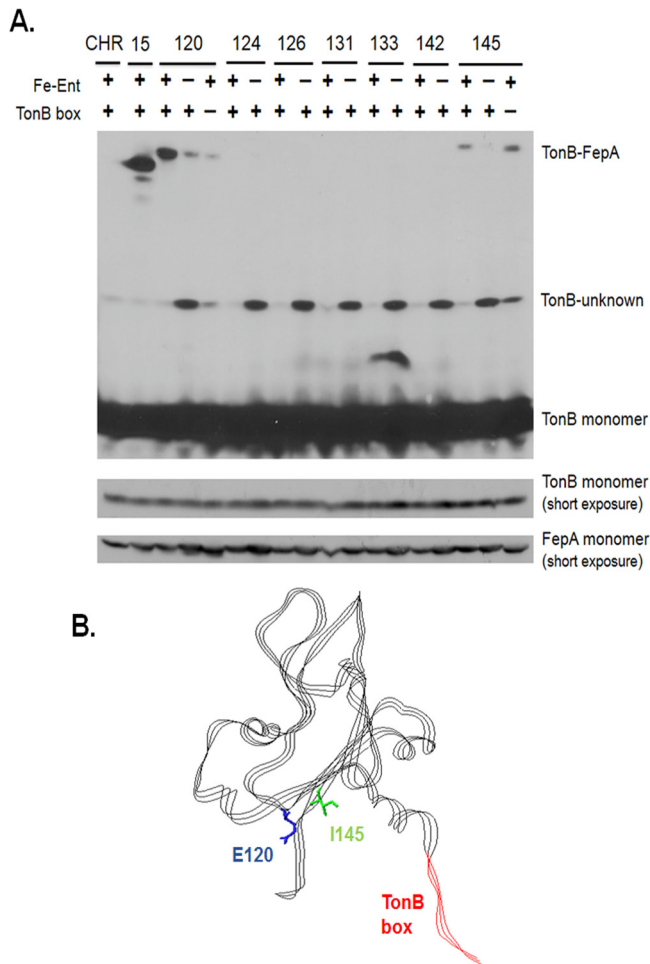 A.
CHR 15 120 124 126 131 133 142 145
Fe-Ent + + + − + + − + − + − + − + − + − +
TonB box + + + + − + + + + + + + + + + + + −
TonB-FepA
TonB-unknown
TonB monomer
TonB monomer
(short exposure)
FepA monomer
(short exposure)
B.
E120
I145
TonB
box